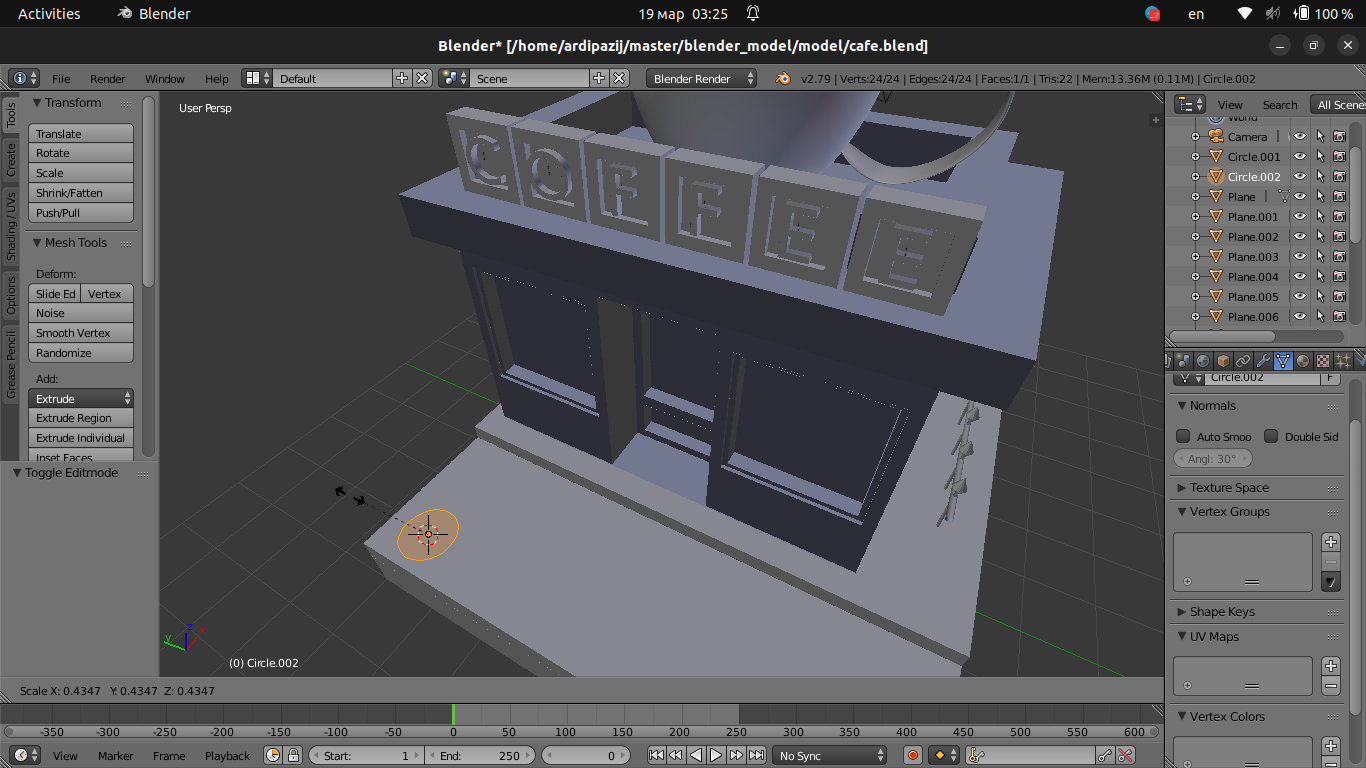 Activities Blender 19 мар 03:25 en 100 %
Blender* [/home/ardipazij/master/blender_model/model/cafe.blend]
File Render Window Help Default Scene Blender Render v2.79 | Verts:24/24 | Edges:24/24 | Faces:1/1 | Tris:22 | Mem:13.36M (0.11M) | Circle.002
Tools
Create
Shading / UVs
Options
Grease Pencil
Transform
Translate
Rotate
Scale
Shrink/Fatten
Push/Pull
Mesh Tools
Deform:
Slide Ed Vertex
Noise
Smooth Vertex
Randomize
Add:
Extrude
Extrude Region
Extrude Individual
Inset Faces
Toggle Editmode
User Persp
COFFEE
y z x
(0) Circle.002
Scale X: 0.4347 Y: 0.4347 Z: 0.4347
View Search All Scene
World
Camera
Circle.001
Circle.002
Plane
Plane.001
Plane.002
Plane.003
Plane.004
Plane.005
Plane.006
Circle.002 F
Normals
Auto Smoo Double Sid
Angl: 30°
Texture Space
Vertex Groups
Shape Keys
UV Maps
Vertex Colors
-350 -300 -250 -200 -150 -100 -50 0 50 100 150 200 250 300 350 400 450 500 550 600
View Marker Frame Playback Start: 1 End: 250 0 No Sync